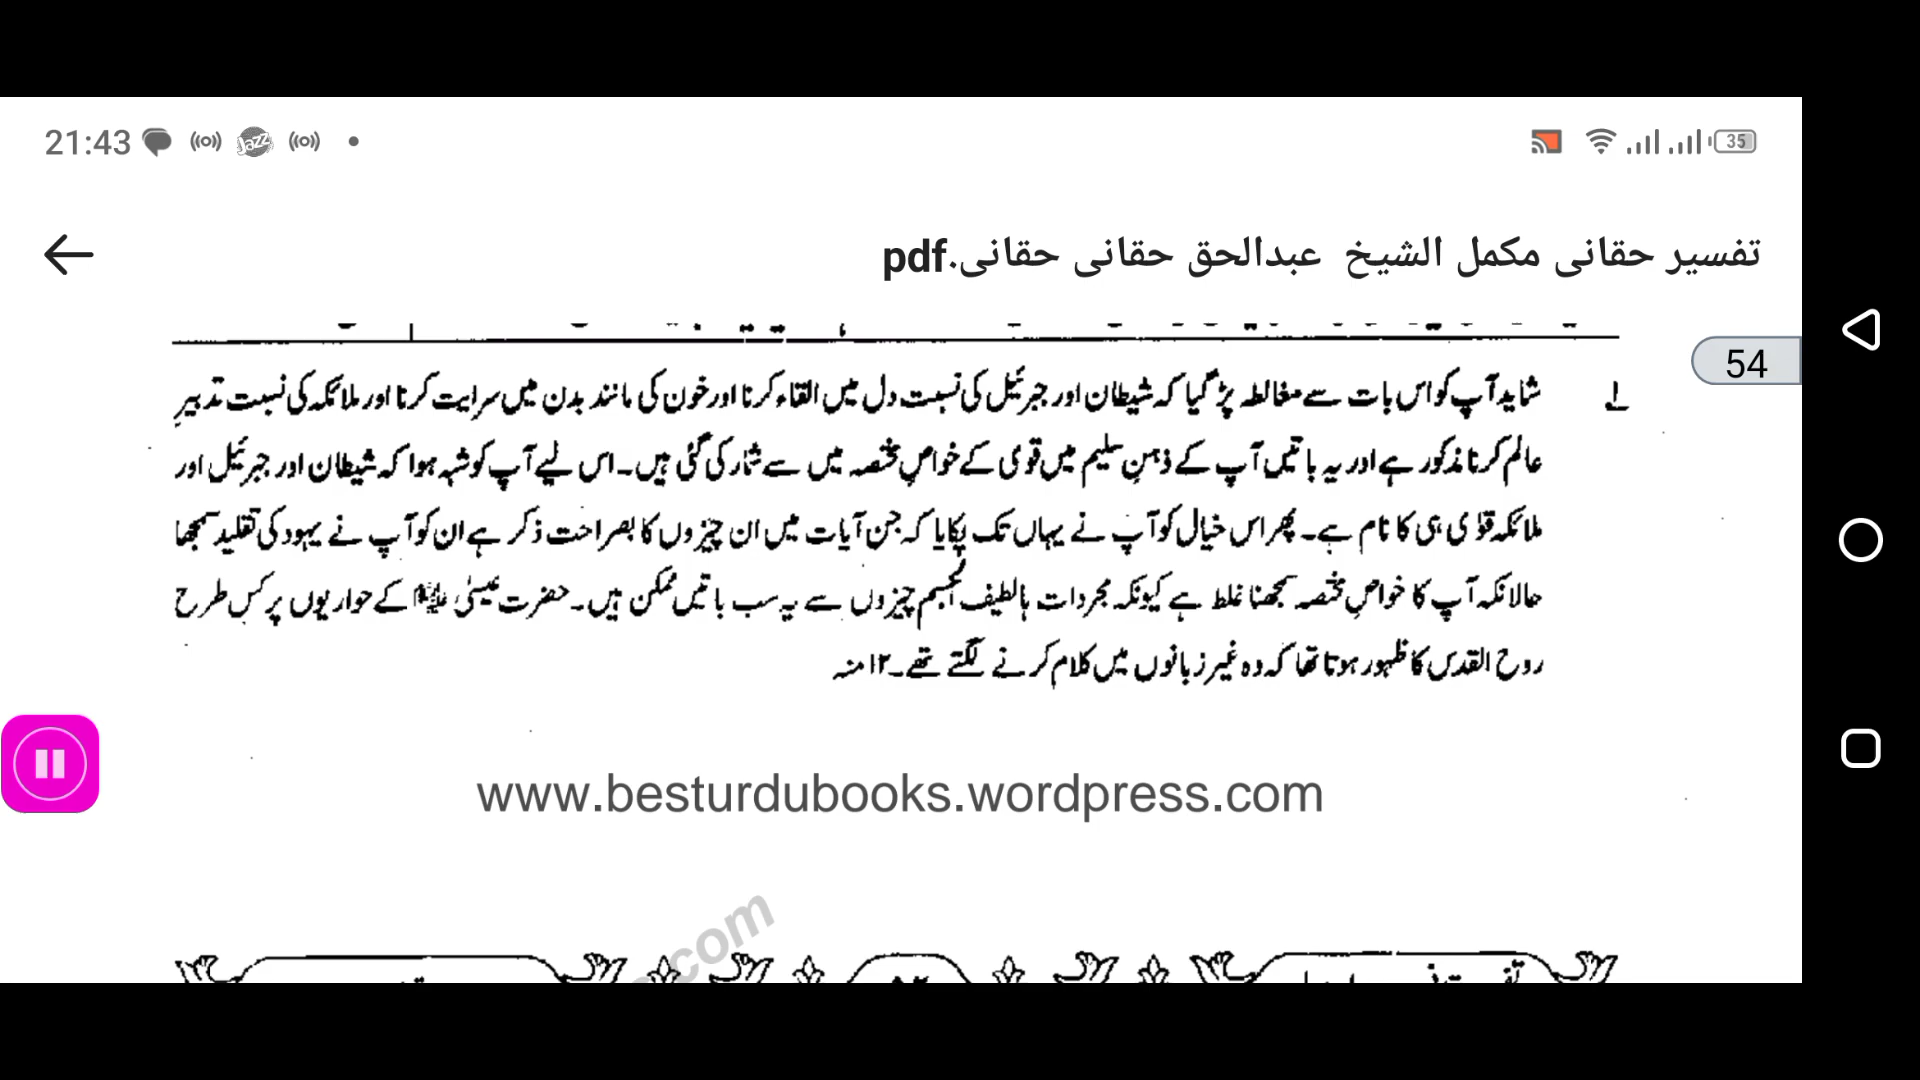 21:43
35
تفسیر حقانی مکمل الشیخ عبدالحق حقانی حقانی.pdf
54
۱ شاید آپ کو اس بات سے مغالطہ پڑ گیا کہ شیطان اور جبرئیل کی نسبت دل میں القاء کرنا اور خون کی مانند بدن میں سرایت کرنا اور ملائکہ کی نسبت تدبیر
عالم کرنا مذکور ہے اور یہ باتیں آپ کے ذہنِ سلیم میں قوی کے خواصِ مختصہ میں سے شمار کی گئی ہیں۔ اس لیے آپ کو شبہ ہوا کہ شیطان اور جبرئیل اور
ملائکہ قوٰی ہی کا نام ہے۔ پھر اس خیال کو آپ نے یہاں تک پکایا کہ جن آیات میں ان چیزوں کا بصراحت ذکر ہے ان کو آپ نے یہود کی تقلید سمجھا
حالانکہ آپ کا خواصِ مختصہ سمجھنا غلط ہے کیونکہ مجردات یا لطیف الجسم چیزوں سے یہ سب باتیں ممکن ہیں۔ حضرت عیسیٰ علیہ السلام کے حواریوں پر کس طرح
روح القدس کا ظہور ہوتا تھا کہ وہ غیر زبانوں میں کلام کرنے لگتے تھے۔ ۱۲ منہ
www.besturdubooks.wordpress.com
.com